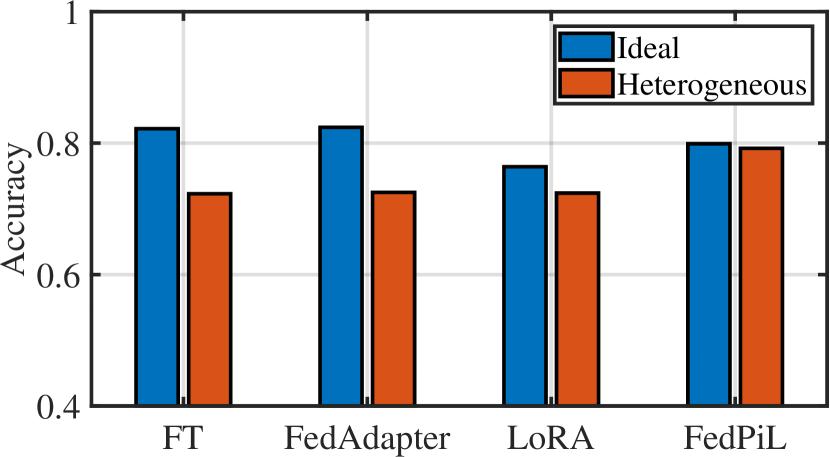 1
0.8
0.6
0.4
Accuracy
Ideal
Heterogeneous
FT FedAdapter LoRA FedPiL